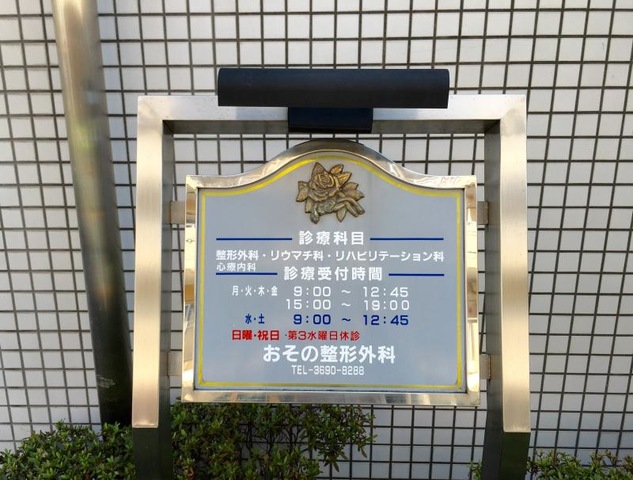 診療科目
整形外科・リウマチ科・リハビリテーション科
心療内科
診療受付時間
月・火・木・金 9:00 ～ 12:45
15:00 ～ 19:00
水・土 9:00 ～ 12:45
日曜・祝日・第3水曜日休診
おその整形外科
TEL-3690-9288